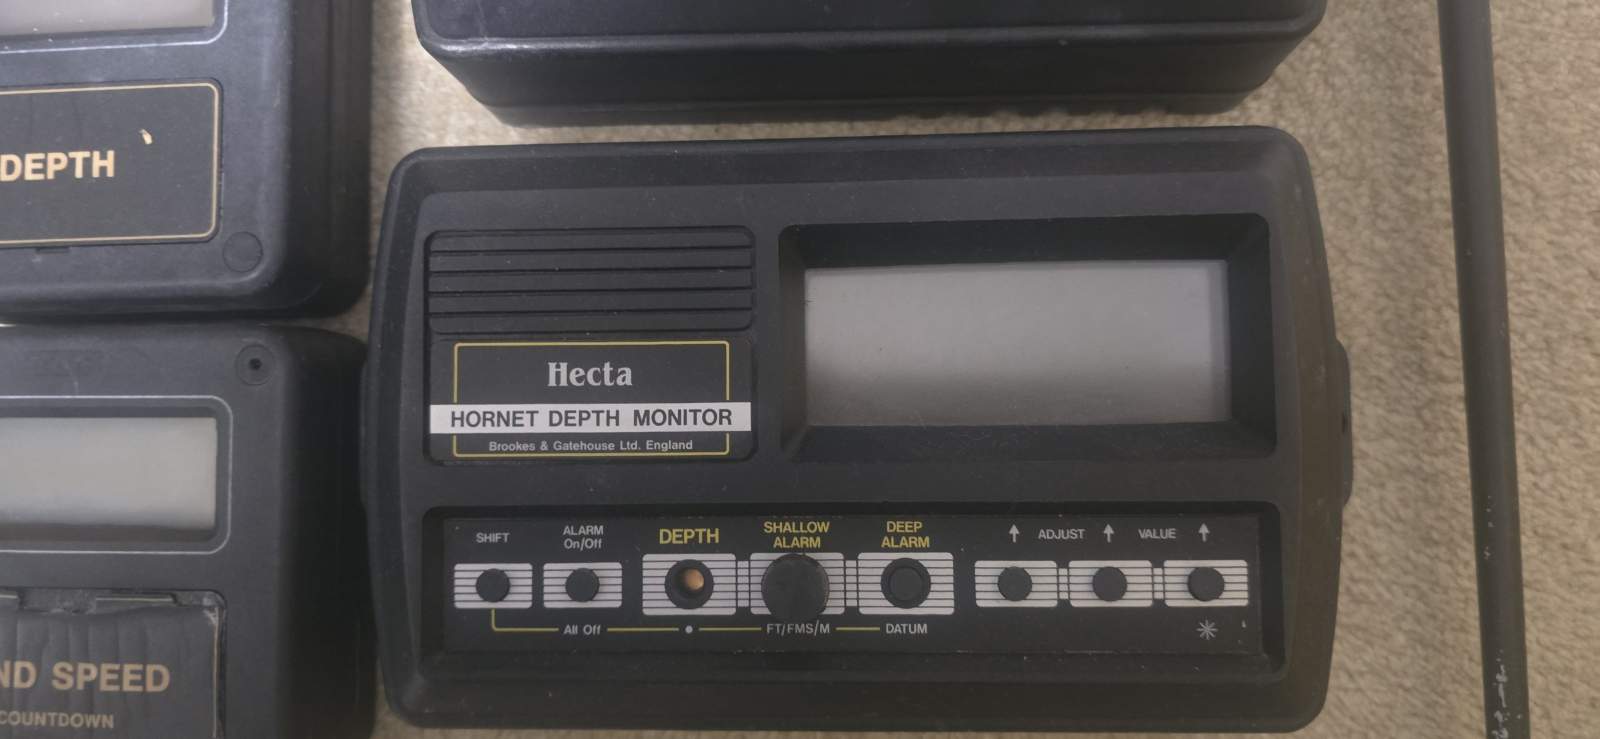 DEPTH
Hecta
HORNET DEPTH MONITOR
Brookes & Gatehouse Ltd. England
SHIFT
ALARM
On/Off
DEPTH
SHALLOW
ALARM
DEEP
ALARM
ADJUST
VALUE
All Off
FT/FMS/M
DATUM
ND SPEED
COUNTDOWN